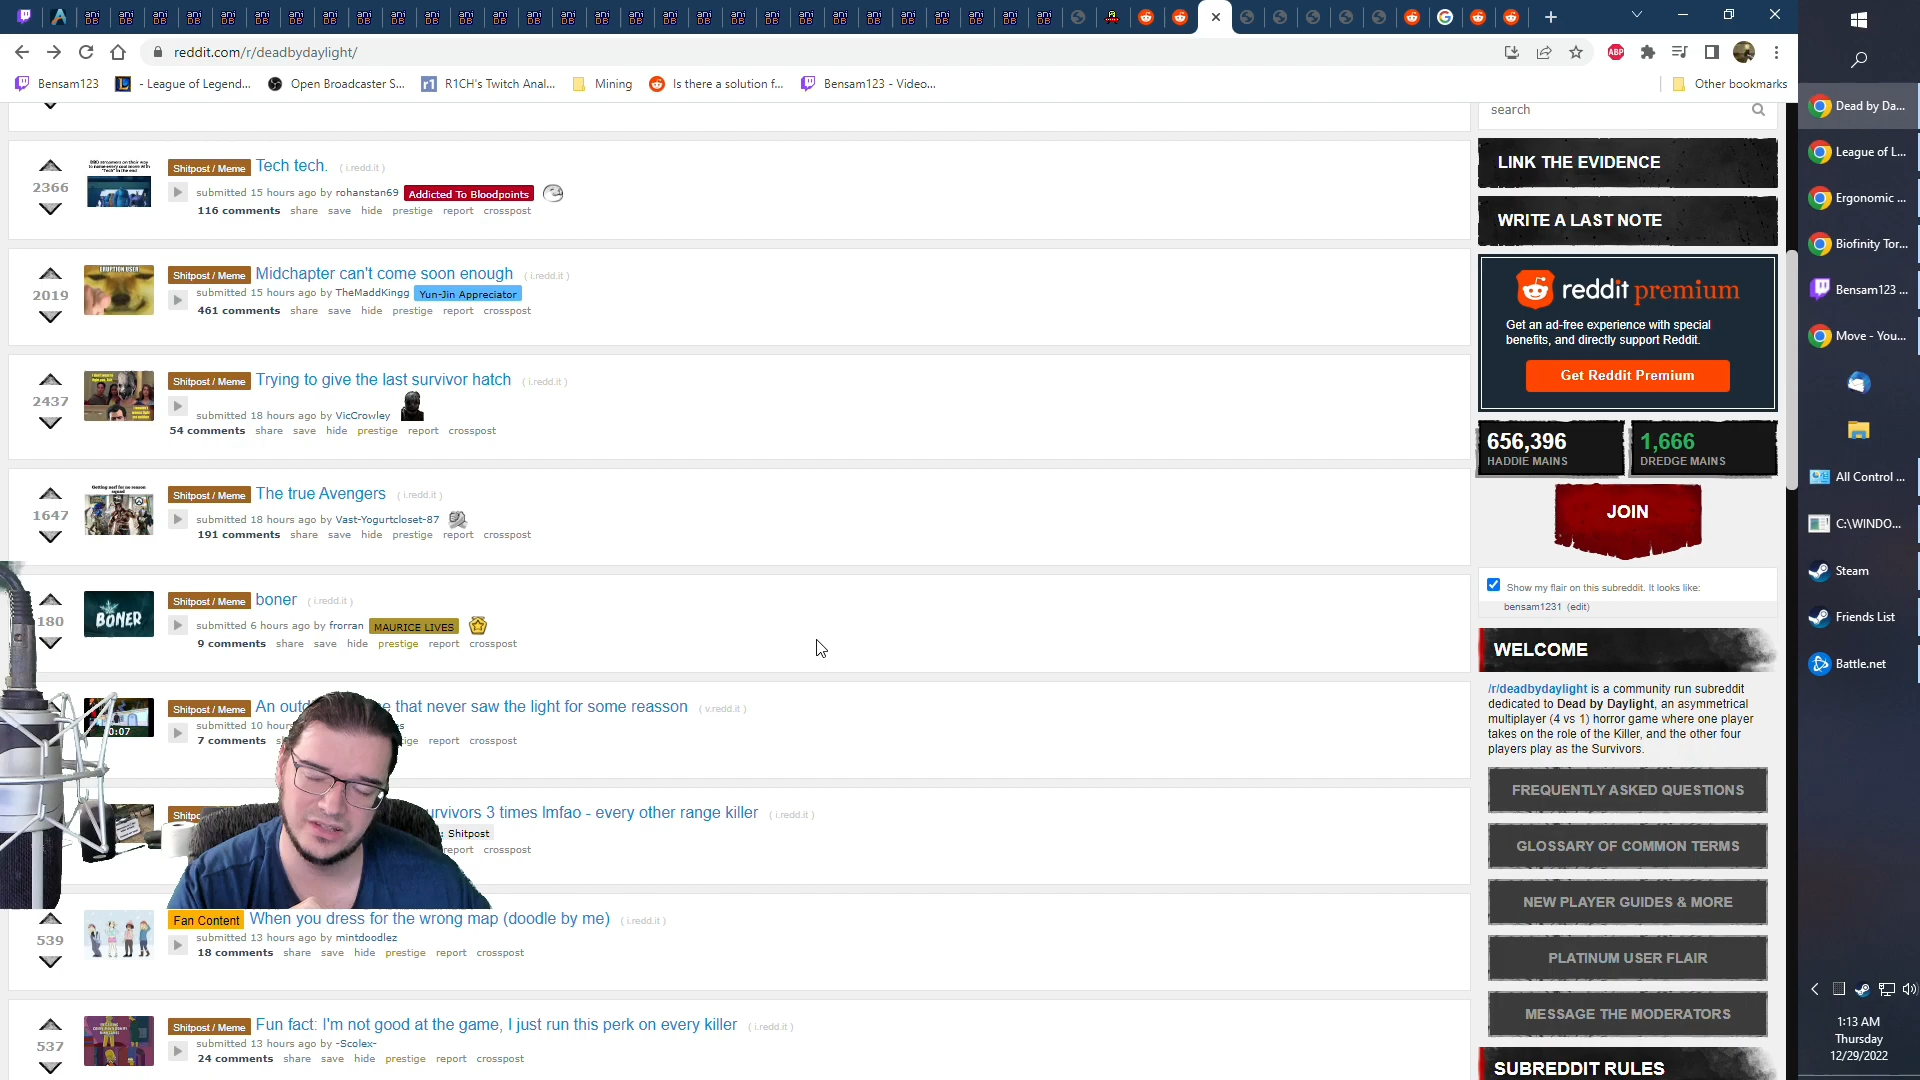 reddit.com/r/deadbydaylight/
Bensam123
- League of Legend...
Open Broadcaster S...
R1CH's Twitch Anal...
Mining
Is there a solution f...
Bensam123 - Video...
Other bookmarks
search
2366
Shitpost / Meme Tech tech. ( i.redd.it )
submitted 15 hours ago by rohanstan69 Addicted To Bloodpoints
116 comments share save hide prestige report crosspost
2019
ERUPTION USER
Shitpost / Meme Midchapter can't come soon enough ( i.redd.it )
submitted 15 hours ago by TheMaddKingg Yun-Jin Appreciator
461 comments share save hide prestige report crosspost
2437
Shitpost / Meme Trying to give the last survivor hatch ( i.redd.it )
submitted 18 hours ago by VicCrowley
54 comments share save hide prestige report crosspost
1647
Shitpost / Meme The true Avengers ( i.redd.it )
submitted 18 hours ago by Vast-Yogurtcloset-87
191 comments share save hide prestige report crosspost
180
BONER
Shitpost / Meme boner ( i.redd.it )
submitted 6 hours ago by frorran MAURICE LIVES
9 comments share save hide prestige report crosspost
0:07
Shitpost / Meme An out that never saw the light for some reasson ( v.redd.it )
submitted 10 hours
7 comments report crosspost
urvivors 3 times lmfao - every other range killer ( i.redd.it )
: Shitpost
report crosspost
539
Fan Content When you dress for the wrong map (doodle by me) ( i.redd.it )
submitted 13 hours ago by mintdoodlez
18 comments share save hide prestige report crosspost
537
Shitpost / Meme Fun fact: I'm not good at the game, I just run this perk on every killer ( i.redd.it )
submitted 13 hours ago by -Scolex-
24 comments share save hide prestige report crosspost
LINK THE EVIDENCE
WRITE A LAST NOTE
reddit premium
Get an ad-free experience with special
benefits, and directly support Reddit.
Get Reddit Premium
656,396
HADDIE MAINS
1,666
DREDGE MAINS
JOIN
Show my flair on this subreddit. It looks like:
bensam1231 (edit)
WELCOME
/r/deadbydaylight is a community run subreddit
dedicated to Dead by Daylight, an asymmetrical
multiplayer (4 vs 1) horror game where one player
takes on the role of the Killer, and the other four
players play as the Survivors.
FREQUENTLY ASKED QUESTIONS
GLOSSARY OF COMMON TERMS
NEW PLAYER GUIDES & MORE
PLATINUM USER FLAIR
MESSAGE THE MODERATORS
SUBREDDIT RULES
Dead by Da...
League of L...
Ergonomic ...
Biofinity Tor...
Bensam123 ...
Move - You...
All Control ...
C:\WINDO...
Steam
Friends List
Battle.net
1:13 AM
Thursday
12/29/2022